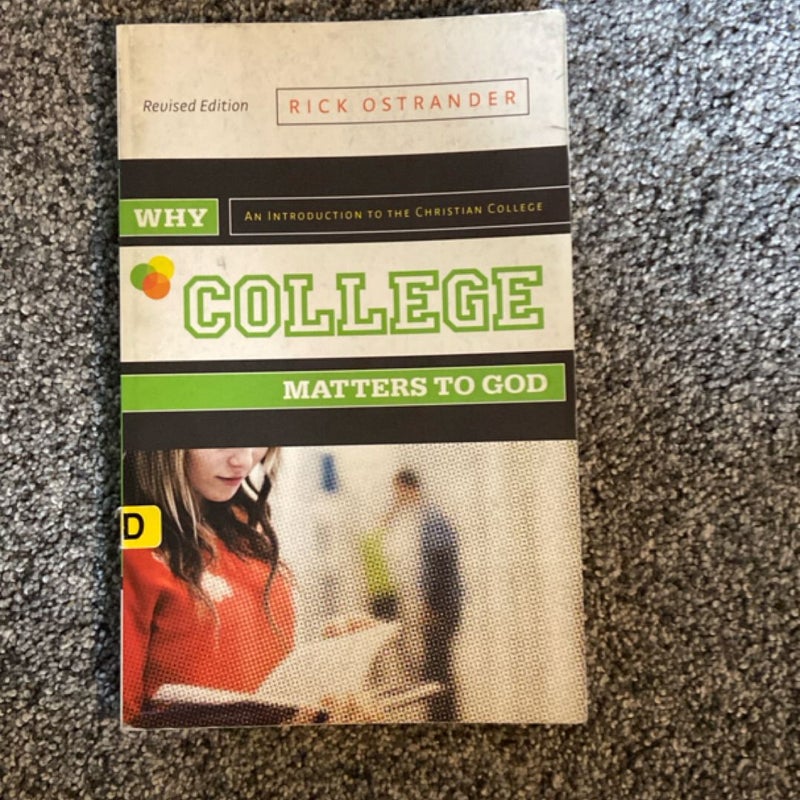 Revised Edition
RICK OSTRANDER
WHY
An Introduction to the Christian College
COLLEGE
MATTERS TO GOD
D